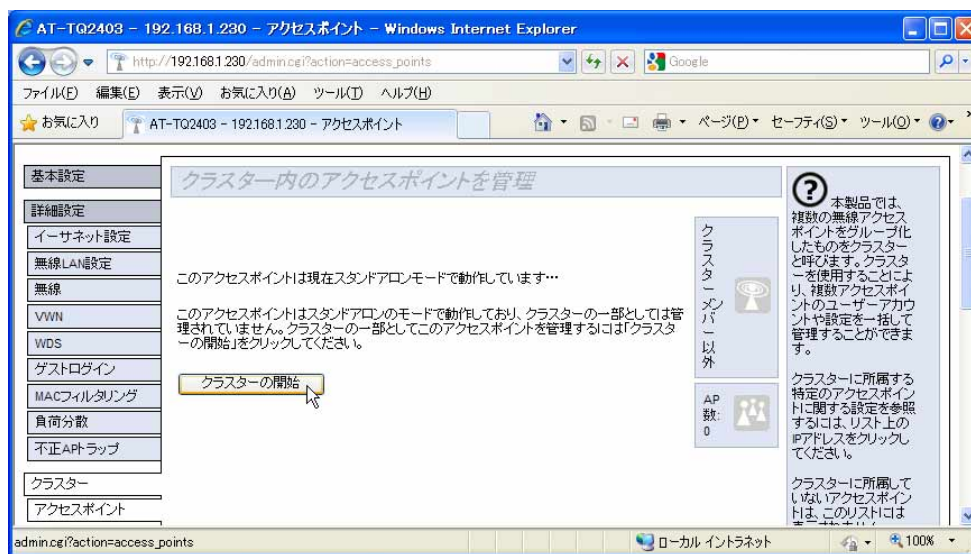 AT-TQ2403 - 192.168.1.230 - アクセスポイント - Windows Internet Explorer
http://192.168.1.230/admin.cgi?action=access_points
Google
ファイル(F) 編集(E) 表示(V) お気に入り(A) ツール(T) ヘルプ(H)
お気に入り
AT-TQ2403 - 192.168.1.230 - アクセスポイント
ページ(P) セーフティ(S) ツール(O)
基本設定
詳細設定
イーサネット設定
無線LAN設定
無線
VWN
WDS
ゲストログイン
MACフィルタリング
負荷分散
不正APトラップ
クラスター
アクセスポイント
クラスター内のアクセスポイントを管理
このアクセスポイントは現在スタンドアロンモードで動作しています…
このアクセスポイントはスタンドアロンのモードで動作しており、クラスターの一部としては管
理されていません。クラスターの一部としてこのアクセスポイントを管理するには「クラスタ
ーの開始」をクリックしてください。
クラスターの開始
クラスターメンバー以外
AP
数:
0
本製品では、
複数の無線アクセス
ポイントをグループ化
したものをクラスター
と呼びます。クラスタ
ーを使用することによ
り、複数アクセスポイ
ントのユーザーアカウ
ントや設定を一括して
管理することができま
す。
クラスターに所属する
特定のアクセスポイン
トに関する設定を参照
するには、リスト上の
IPアドレスをクリックし
てください。
クラスターに所属して
いないアクセスポイン
トは、このリストには
admin.cgi?action=access_points
ローカル イントラネット
100%